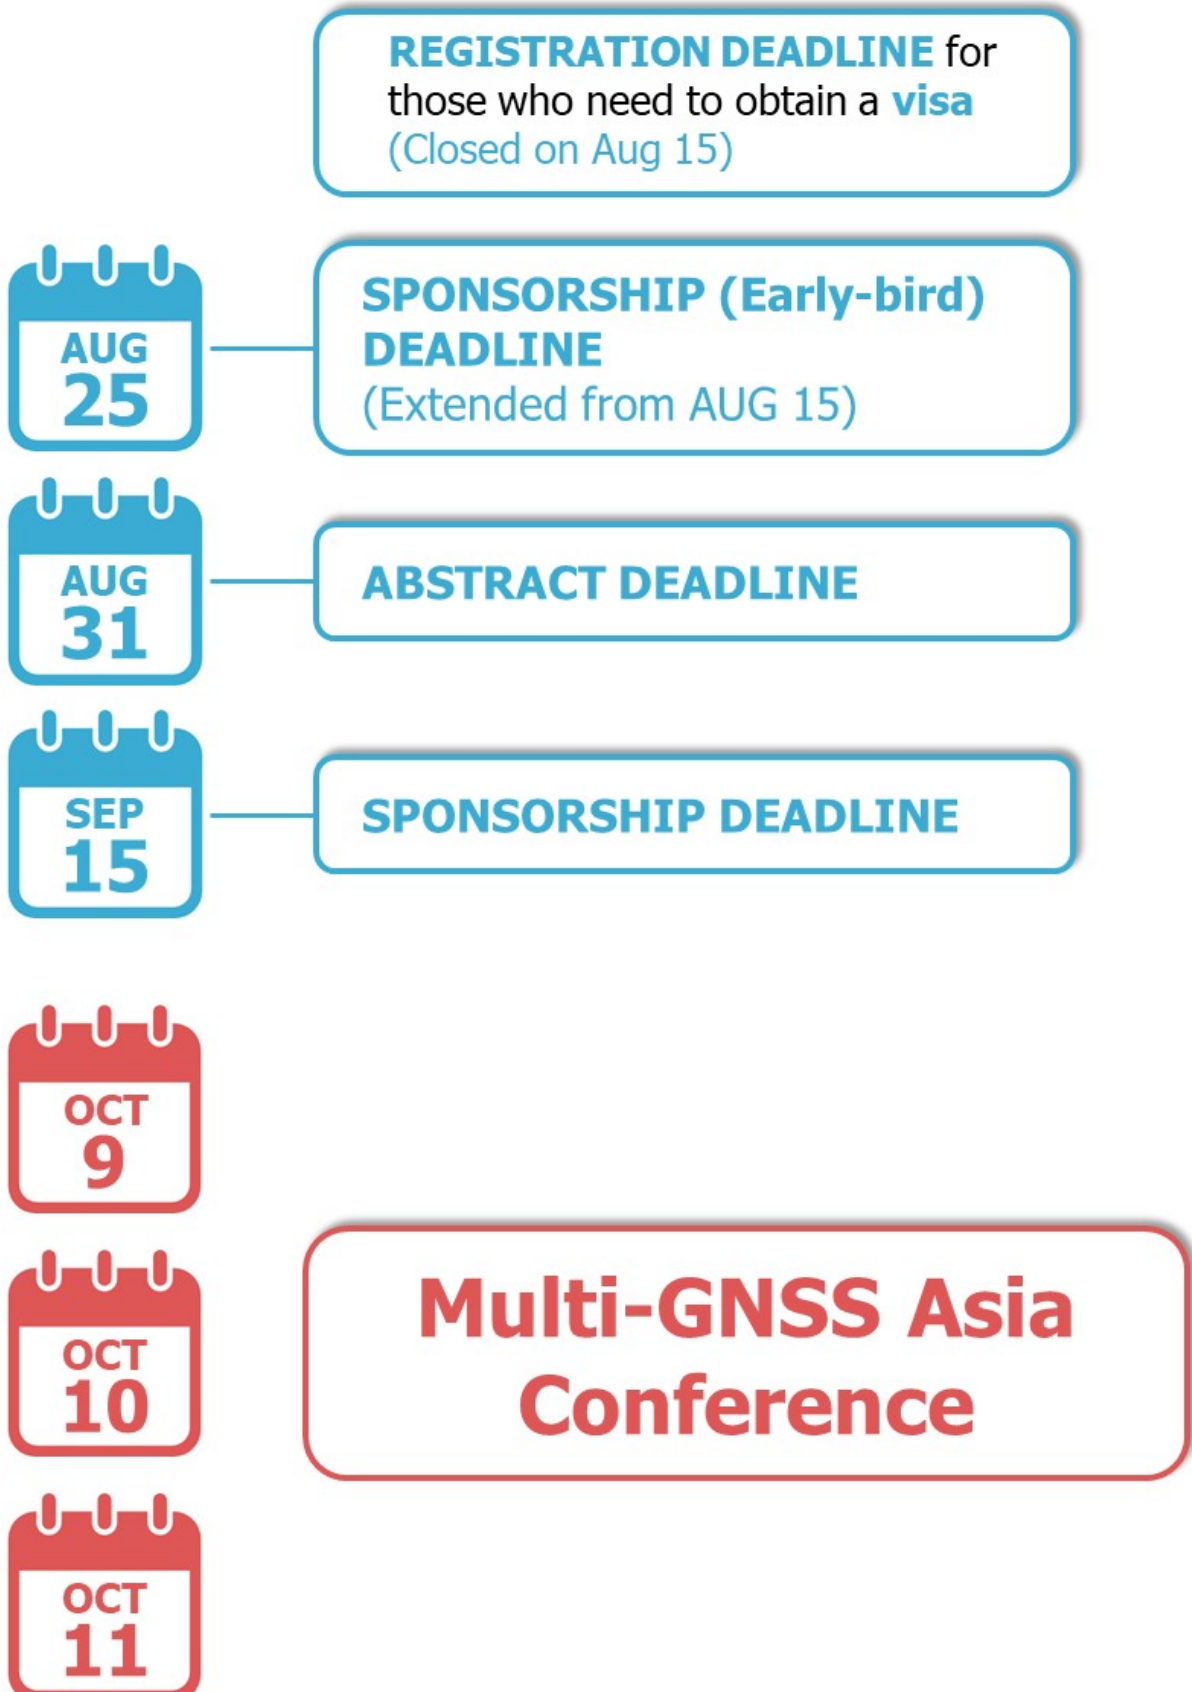 REGISTRATION DEADLINE for
those who need to obtain a visa
(Closed on Aug 15)
AUG
25
SPONSORSHIP (Early-bird)
DEADLINE
(Extended from AUG 15)
AUG
31
ABSTRACT DEADLINE
SEP
15
SPONSORSHIP DEADLINE
OCT
9
OCT
10
Multi-GNSS Asia
Conference
OCT
11